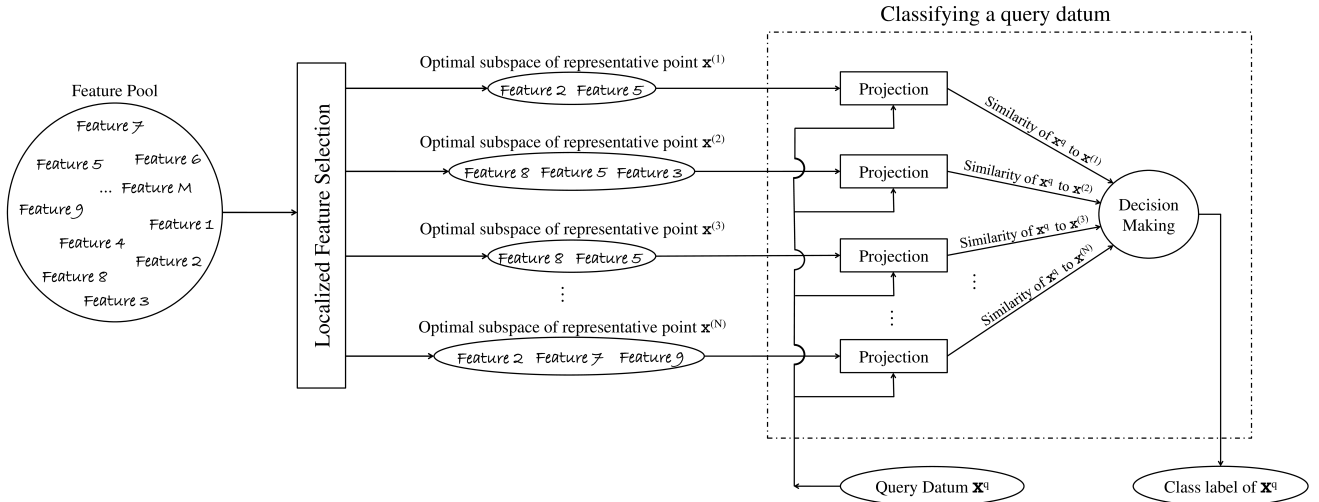 Classifying a query datum
Feature Pool
Feature 7
Feature 5
Feature 6
... Feature M
Feature 9
Feature 1
Feature 4
Feature 2
Feature 8
Feature 3
Localized Feature Selection
Optimal subspace of representative point x(1)
Feature 2 Feature 5
Optimal subspace of representative point x(2)
Feature 8 Feature 5 Feature 3
Optimal subspace of representative point x(3)
Feature 8 Feature 5
⋮
Optimal subspace of representative point x(N)
Feature 2 Feature 7 Feature 9
Projection
Projection
Projection
⋮
Projection
Similarity of xq to x(1)
Similarity of xq to x(2)
Similarity of xq to x(3)
⋮
Similarity of xq to x(N)
Decision
Making
Query Datum xq
Class label of xq